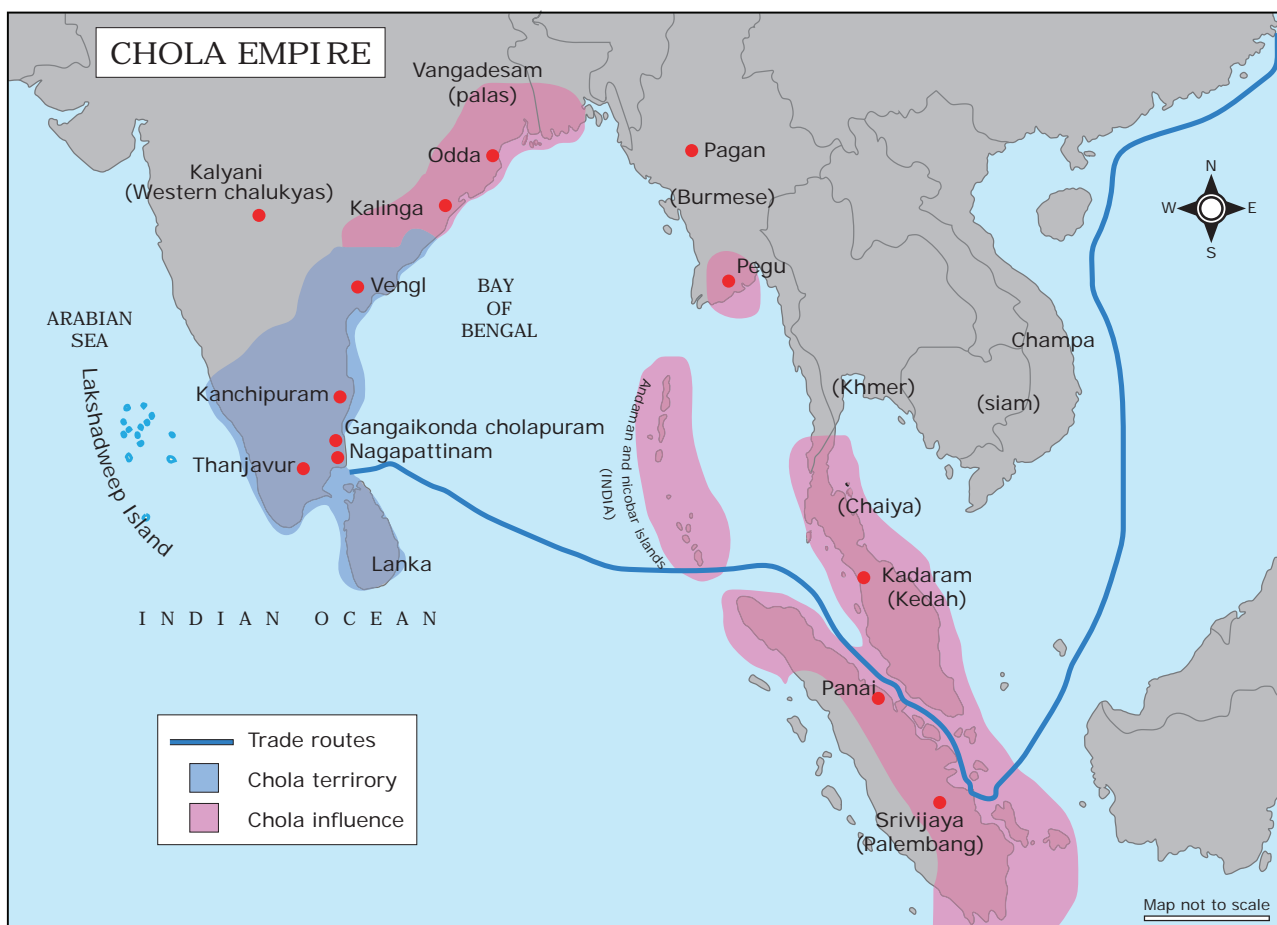 CHOLA EMPIRE
Vangadesam
(palas)
Odda
Pagan
Kalyani
(Western chalukyas)
(Burmese)
Kalinga
N
W
E
S
Pegu
Vengl
BAY
OF
BENGAL
ARABIAN
SEA
Champa
Lakshadweep Island
Kanchipuram
Andaman and nicobar islands
(INDIA)
(Khmer)
(siam)
Gangaikonda cholapuram
Nagapattinam
Thanjavur
(Chaiya)
Lanka
Kadaram
(Kedah)
INDIAN OCEAN
Panai
Trade routes
Chola terrirory
Chola influence
Srivijaya
(Palembang)
Map not to scale